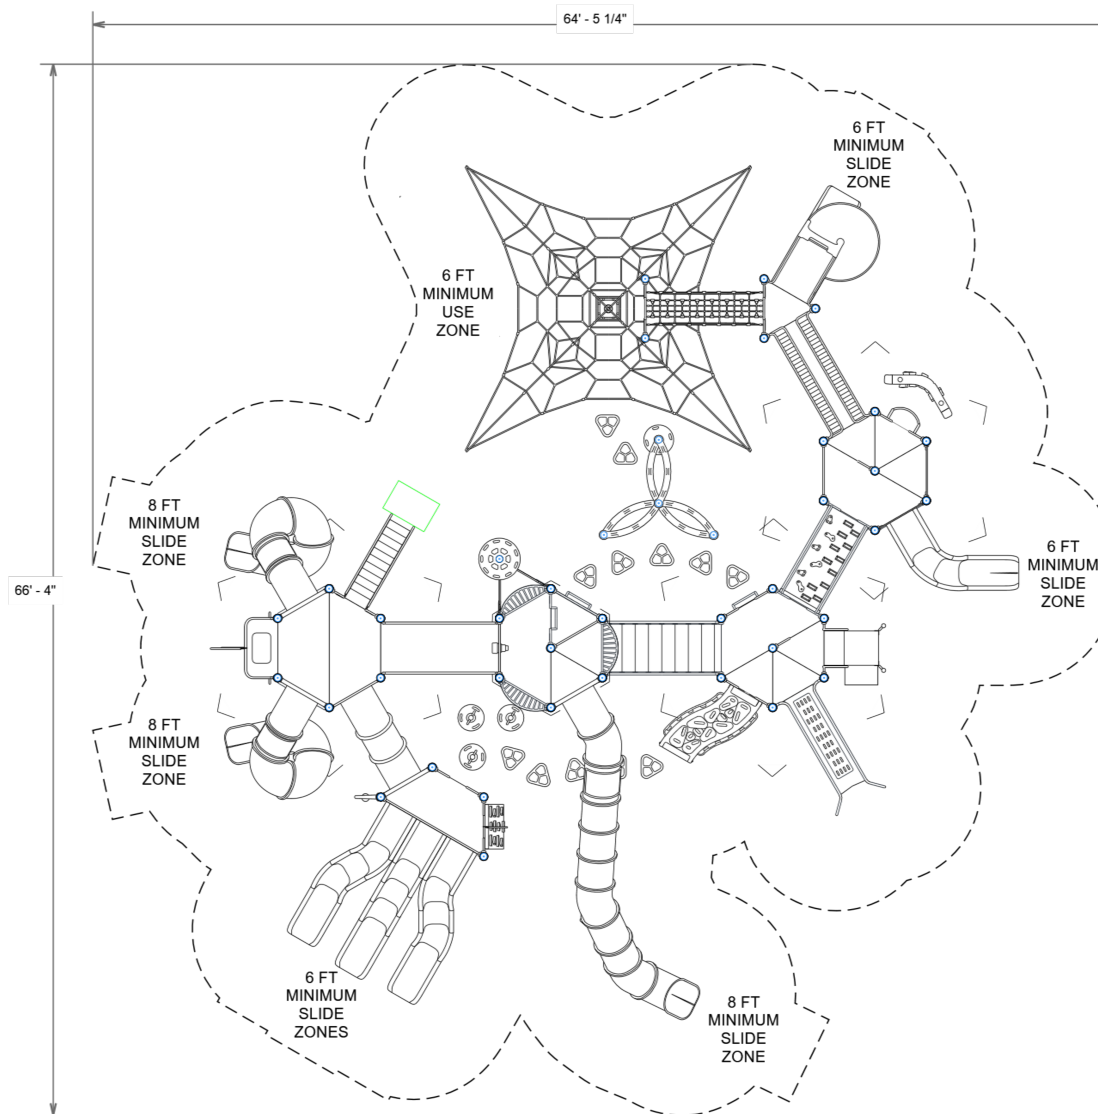 64' - 5 1/4"
6 FT
MINIMUM
SLIDE
ZONE
6 FT
MINIMUM
USE
ZONE
8 FT
MINIMUM
SLIDE
ZONE
6 FT
MINIMUM
SLIDE
ZONE
66' - 4"
8 FT
MINIMUM
SLIDE
ZONE
6 FT
MINIMUM
SLIDE
ZONES
8 FT
MINIMUM
SLIDE
ZONE